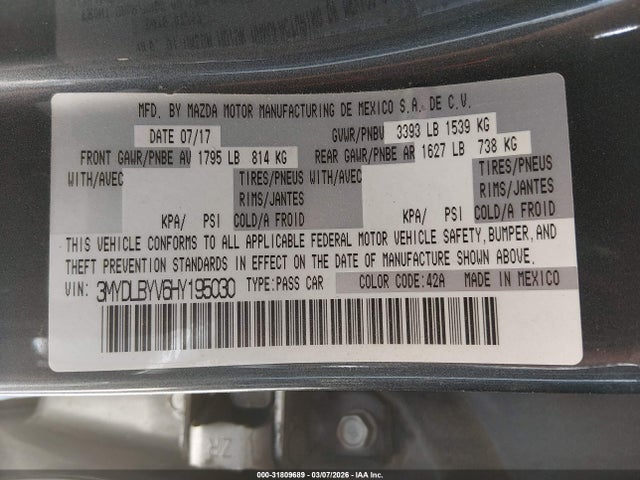 MFD. BY MAZDA MOTOR MANUFACTURING DE MEXICO S.A. DE C.V.
DATE 07/17 GVWR/PNBV 3393 LB 1539 KG
FRONT GAWR/PNBE AV 1795 LB 814 KG REAR GAWR/PNBE AR 1627 LB 738 KG
WITH/AVEC TIRES/PNEUS WITH/AVEC TIRES/PNEUS
RIMS/JANTES RIMS/JANTES
KPA/ PSI COLD/A FROID KPA/ PSI COLD/A FROID
THIS VEHICLE CONFORMS TO ALL APPLICABLE FEDERAL MOTOR VEHICLE SAFETY, BUMPER, AND
THEFT PREVENTION STANDARDS IN EFFECT ON THE DATE OF MANUFACTURE SHOWN ABOVE.
VIN: 3MYDLBYV6HY195030 TYPE:PASS CAR COLOR CODE:42A MADE IN MEXICO
ZR
000-31809689 - 03/07/2026 - IAA Inc.